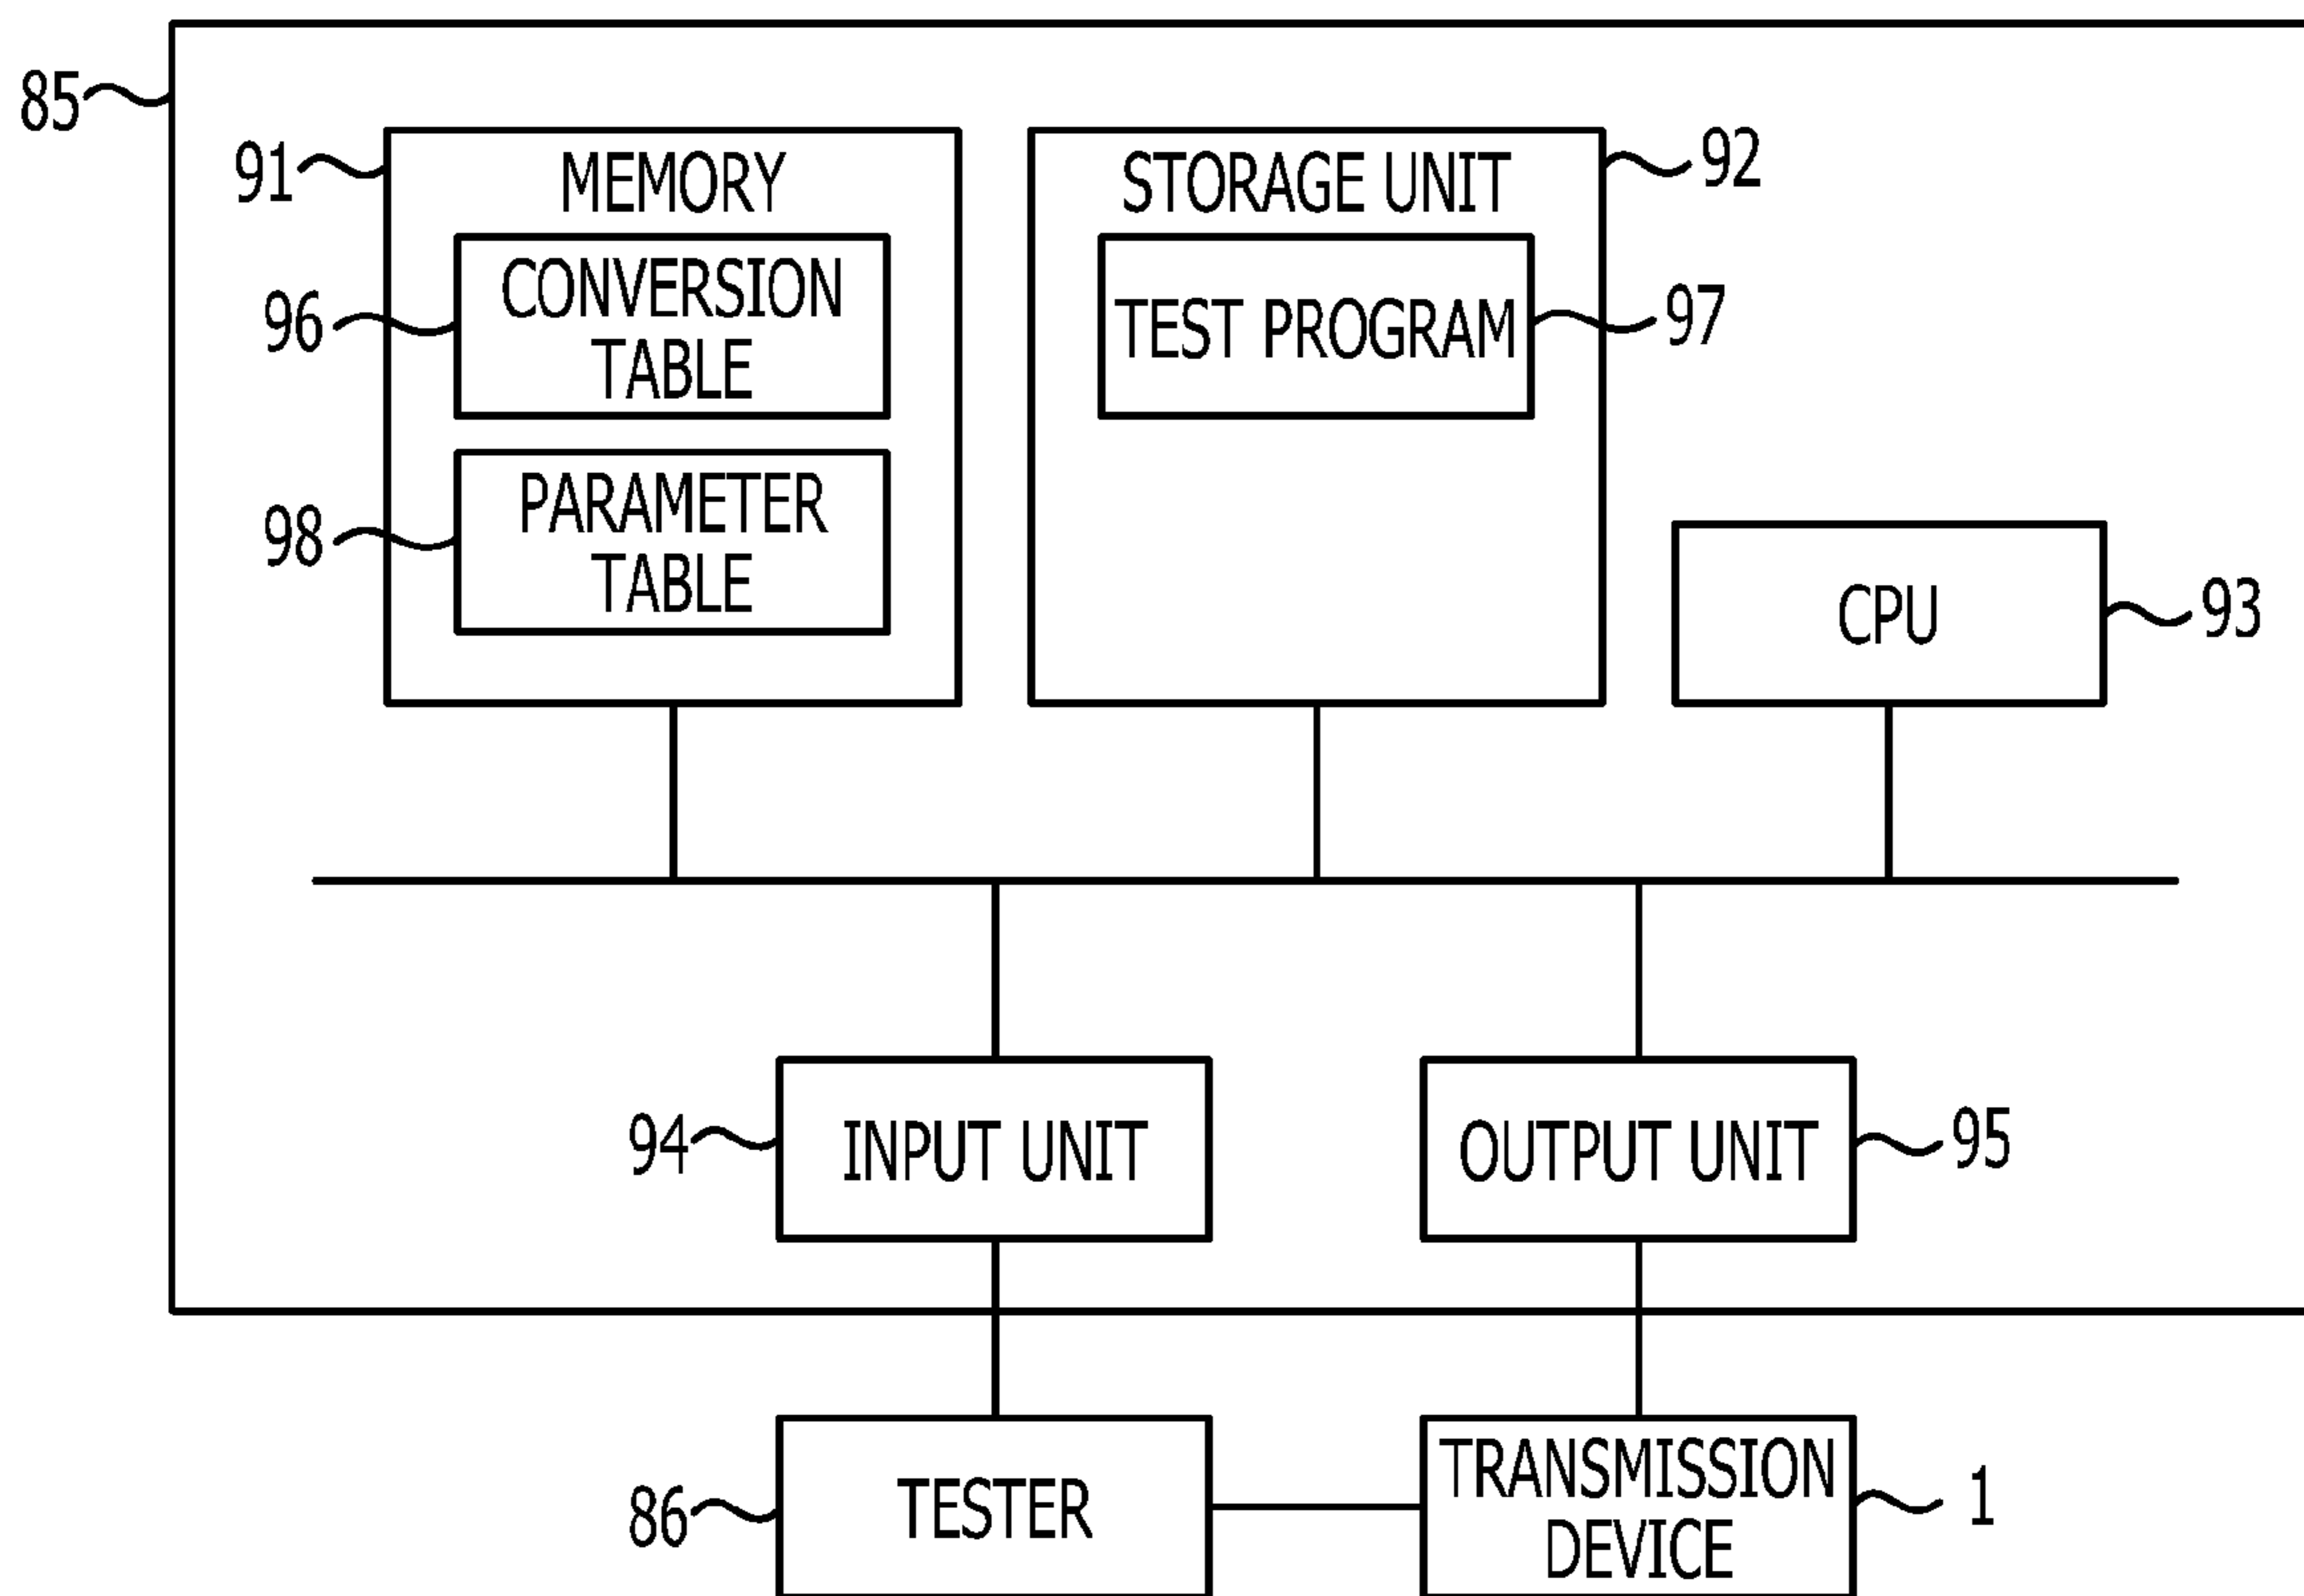 85
91
MEMORY
STORAGE UNIT
92
96
CONVERSION
TABLE
TEST PROGRAM
97
98
PARAMETER
TABLE
CPU
93
94
INPUT UNIT
OUTPUT UNIT
95
86
TESTER
TRANSMISSION
DEVICE
1